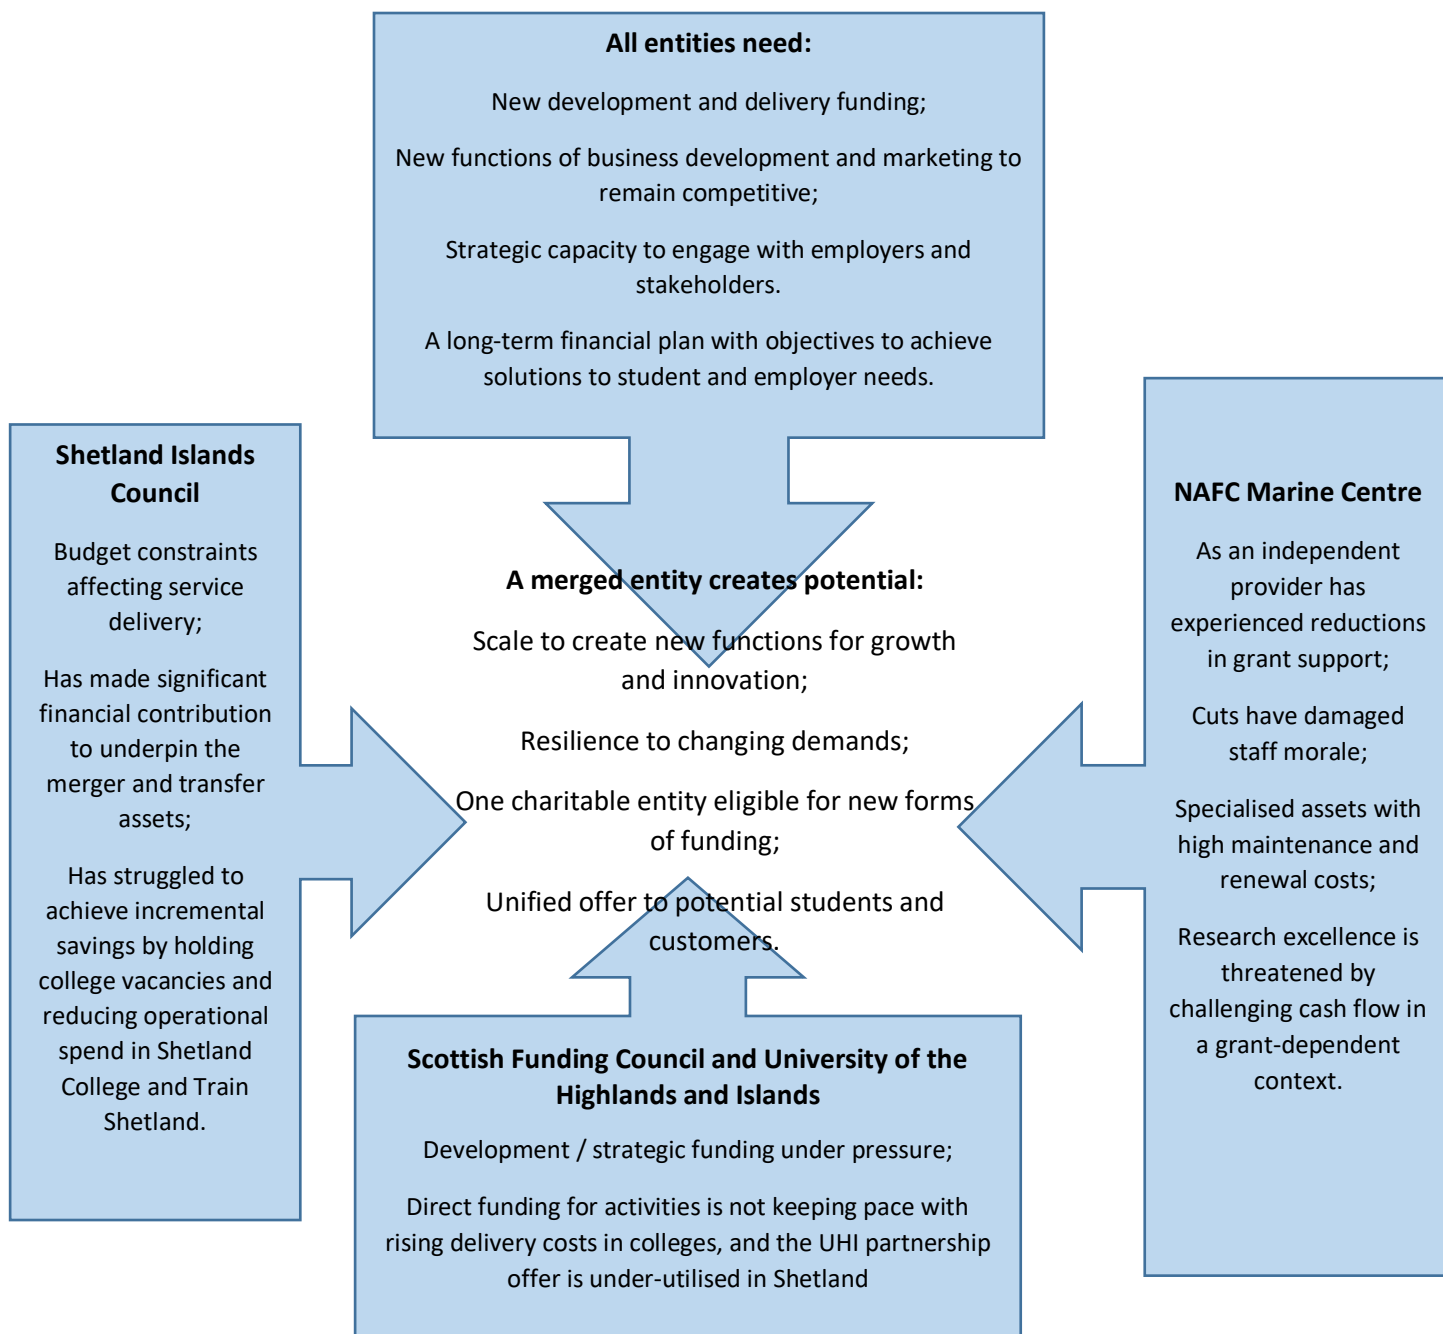 All entities need:
New development and delivery funding;
New functions of business development and marketing to
remain competitive;
Strategic capacity to engage with employers and
stakeholders.
A long-term financial plan with objectives to achieve
solutions to student and employer needs.
Shetland Islands
Council
Budget constraints
affecting service
delivery;
Has made significant
financial contribution
to underpin the
merger and transfer
assets;
Has struggled to
achieve incremental
savings by holding
college vacancies and
reducing operational
spend in Shetland
College and Train
Shetland.
A merged entity creates potential:
Scale to create new functions for growth
and innovation;
Resilience to changing demands;
One charitable entity eligible for new forms
of funding;
Unified offer to potential students and
customers.
NAFC Marine Centre
As an independent
provider has
experienced reductions
in grant support;
Cuts have damaged
staff morale;
Specialised assets with
high maintenance and
renewal costs;
Research excellence is
threatened by
challenging cash flow in
a grant-dependent
context.
Scottish Funding Council and University of the
Highlands and Islands
Development / strategic funding under pressure;
Direct funding for activities is not keeping pace with
rising delivery costs in colleges, and the UHI partnership
offer is under-utilised in Shetland